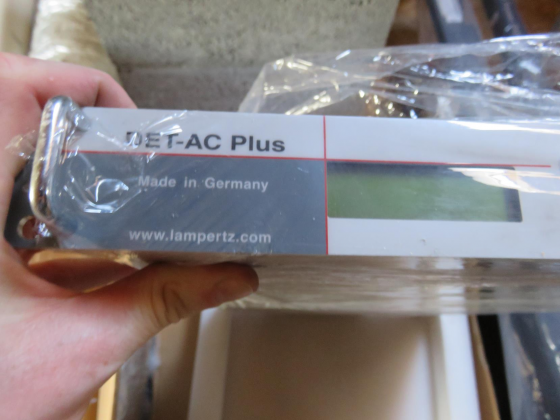 DET-AC Plus
Made in Germany
www.lampertz.com